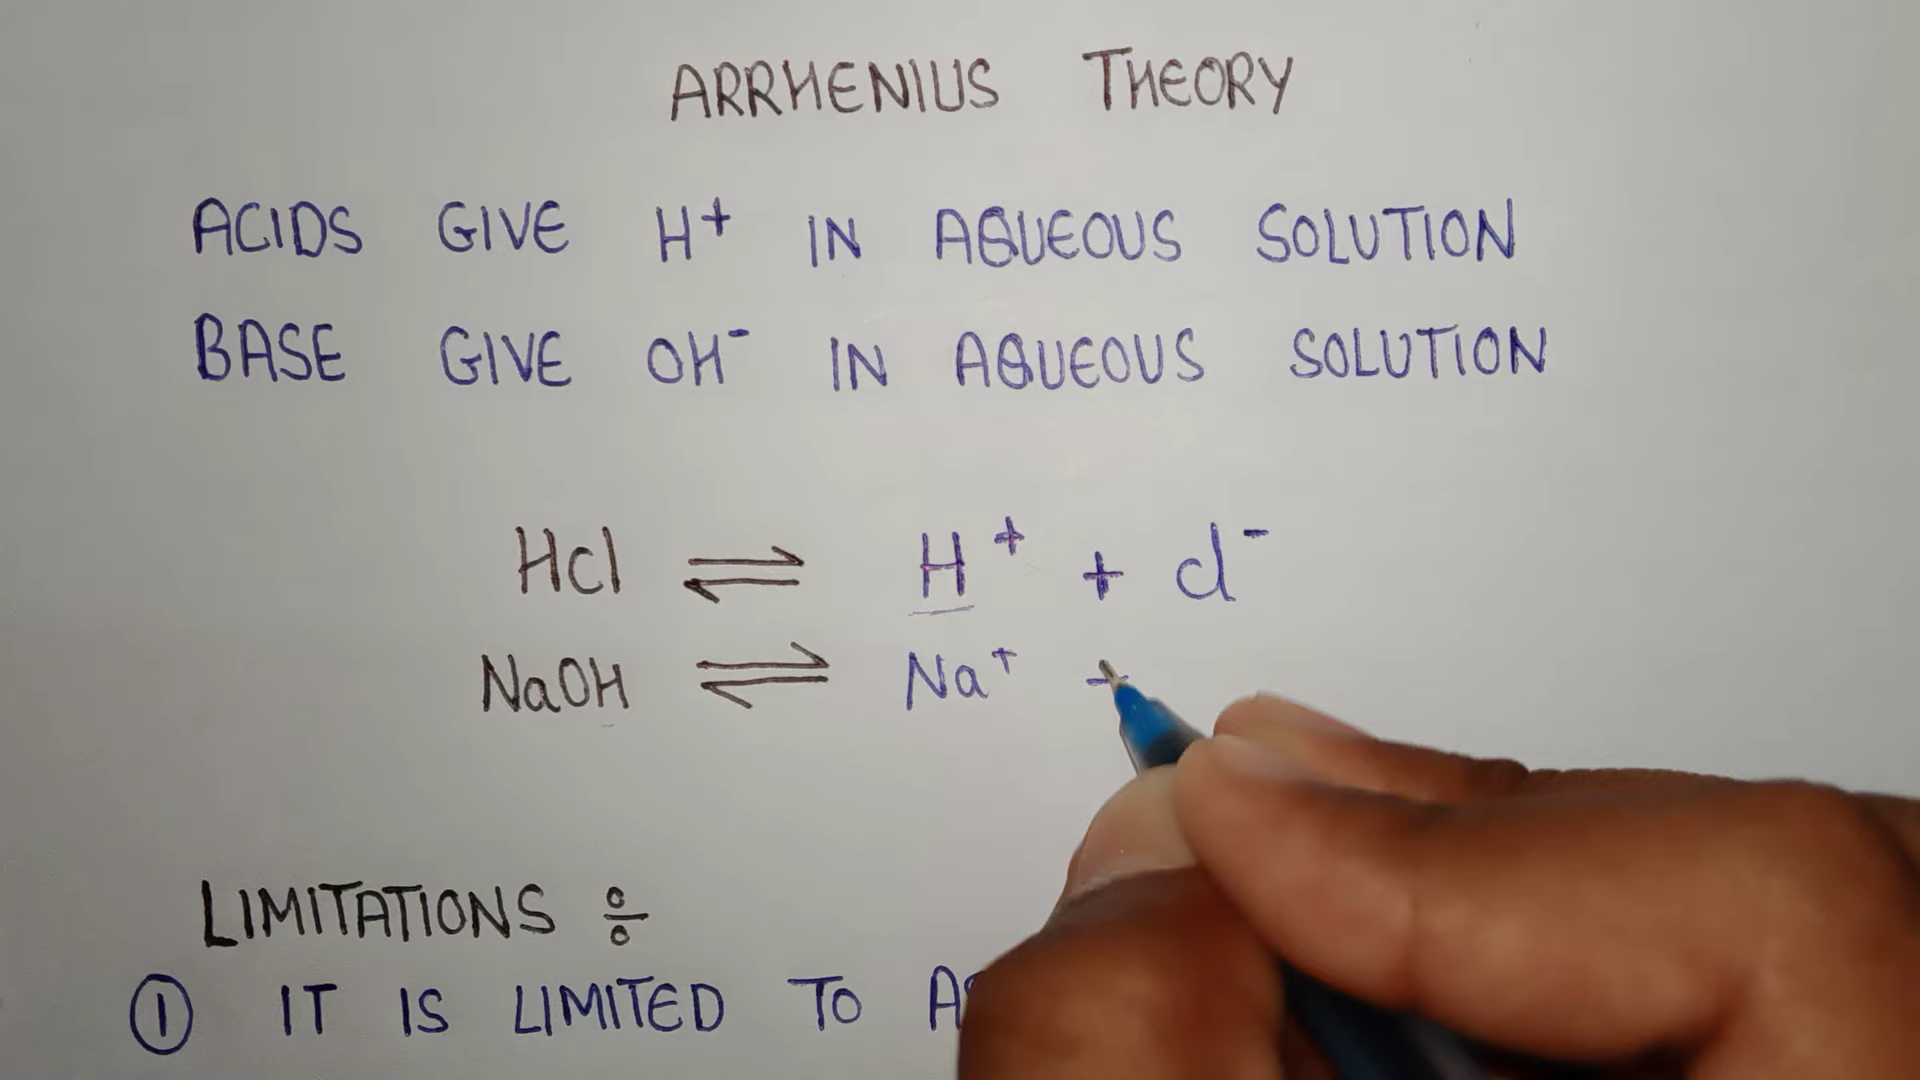 ARRHENIUS THEORY
ACIDS GIVE H⁺ IN AQUEOUS SOLUTION
BASE GIVE OH⁻ IN AQUEOUS SOLUTION
HCl ⇌ H⁺ + Cl⁻
NaOH ⇌ Na⁺ +
LIMITATIONS ÷
① IT IS LIMITED TO